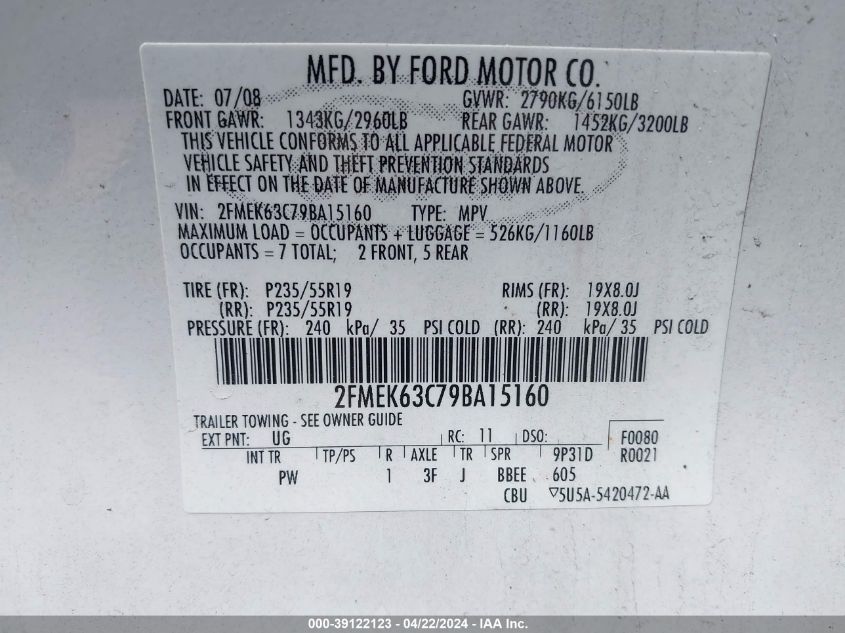 MFD. BY FORD MOTOR CO.
DATE: 07/08 GVWR: 2790KG/6150LB
FRONT GAWR: 1343KG/2960LB REAR GAWR: 1452KG/3200LB
THIS VEHICLE CONFORMS TO ALL APPLICABLE FEDERAL MOTOR
VEHICLE SAFETY AND THEFT PREVENTION STANDARDS
IN EFFECT ON THE DATE OF MANUFACTURE SHOWN ABOVE.
VIN: 2FMEK63C79BA15160 TYPE: MPV
MAXIMUM LOAD = OCCUPANTS + LUGGAGE = 526KG/1160LB
OCCUPANTS = 7 TOTAL; 2 FRONT, 5 REAR
TIRE (FR): P235/55R19 RIMS (FR): 19X8.0J
(RR): P235/55R19 (RR): 19X8.0J
PRESSURE (FR): 240 kPa/ 35 PSI COLD (RR): 240 kPa/ 35 PSI COLD
2FMEK63C79BA15160
TRAILER TOWING - SEE OWNER GUIDE
EXT PNT: UG RC: 11 DSO: F0080
INT TR TP/PS R AXLE TR SPR 9P31D R0021
PW 1 3F J BBEE 605
CBU ▽5U5A-5420472-AA
000-39122123 - 04/22/2024 - IAA Inc.